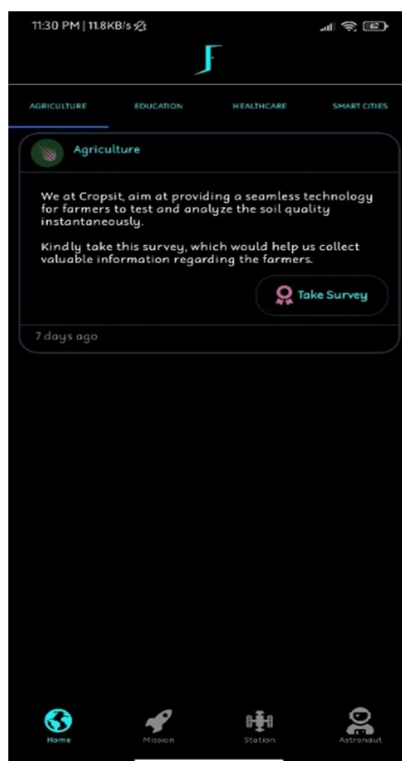 11:30 PM | 11.8KB/s
62
AGRICULTURE EDUCATION HEALTHCARE SMART CITIES
Agriculture
We at Cropsit, aim at providing a seamless technology
for farmers to test and analyze the soil quality
instantaneously.
Kindly take this survey, which would help us collect
valuable information regarding the farmers.
Take Survey
7 days ago
Home Mission Station Astronaut